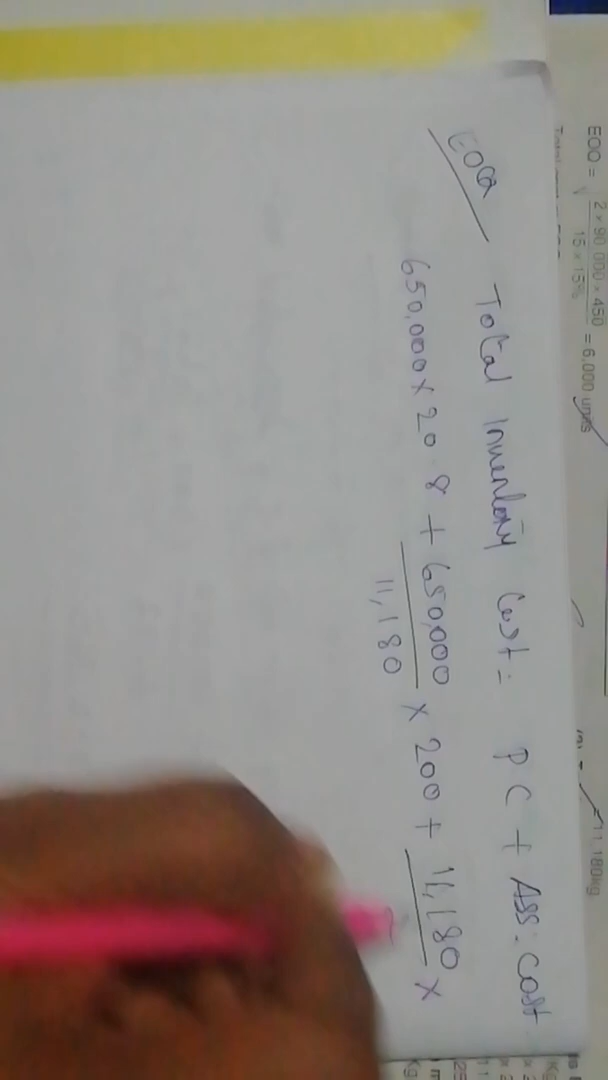 EOQ = √ 2 × 90 000 × 450 / 15 × 15% = 6,000 units
11 180kg
EOQ
Total Inventory Cost = PC + Ass: Cost
650,000 × 20.8 + 650,000 / 11,180 × 200 + 11,180 ×